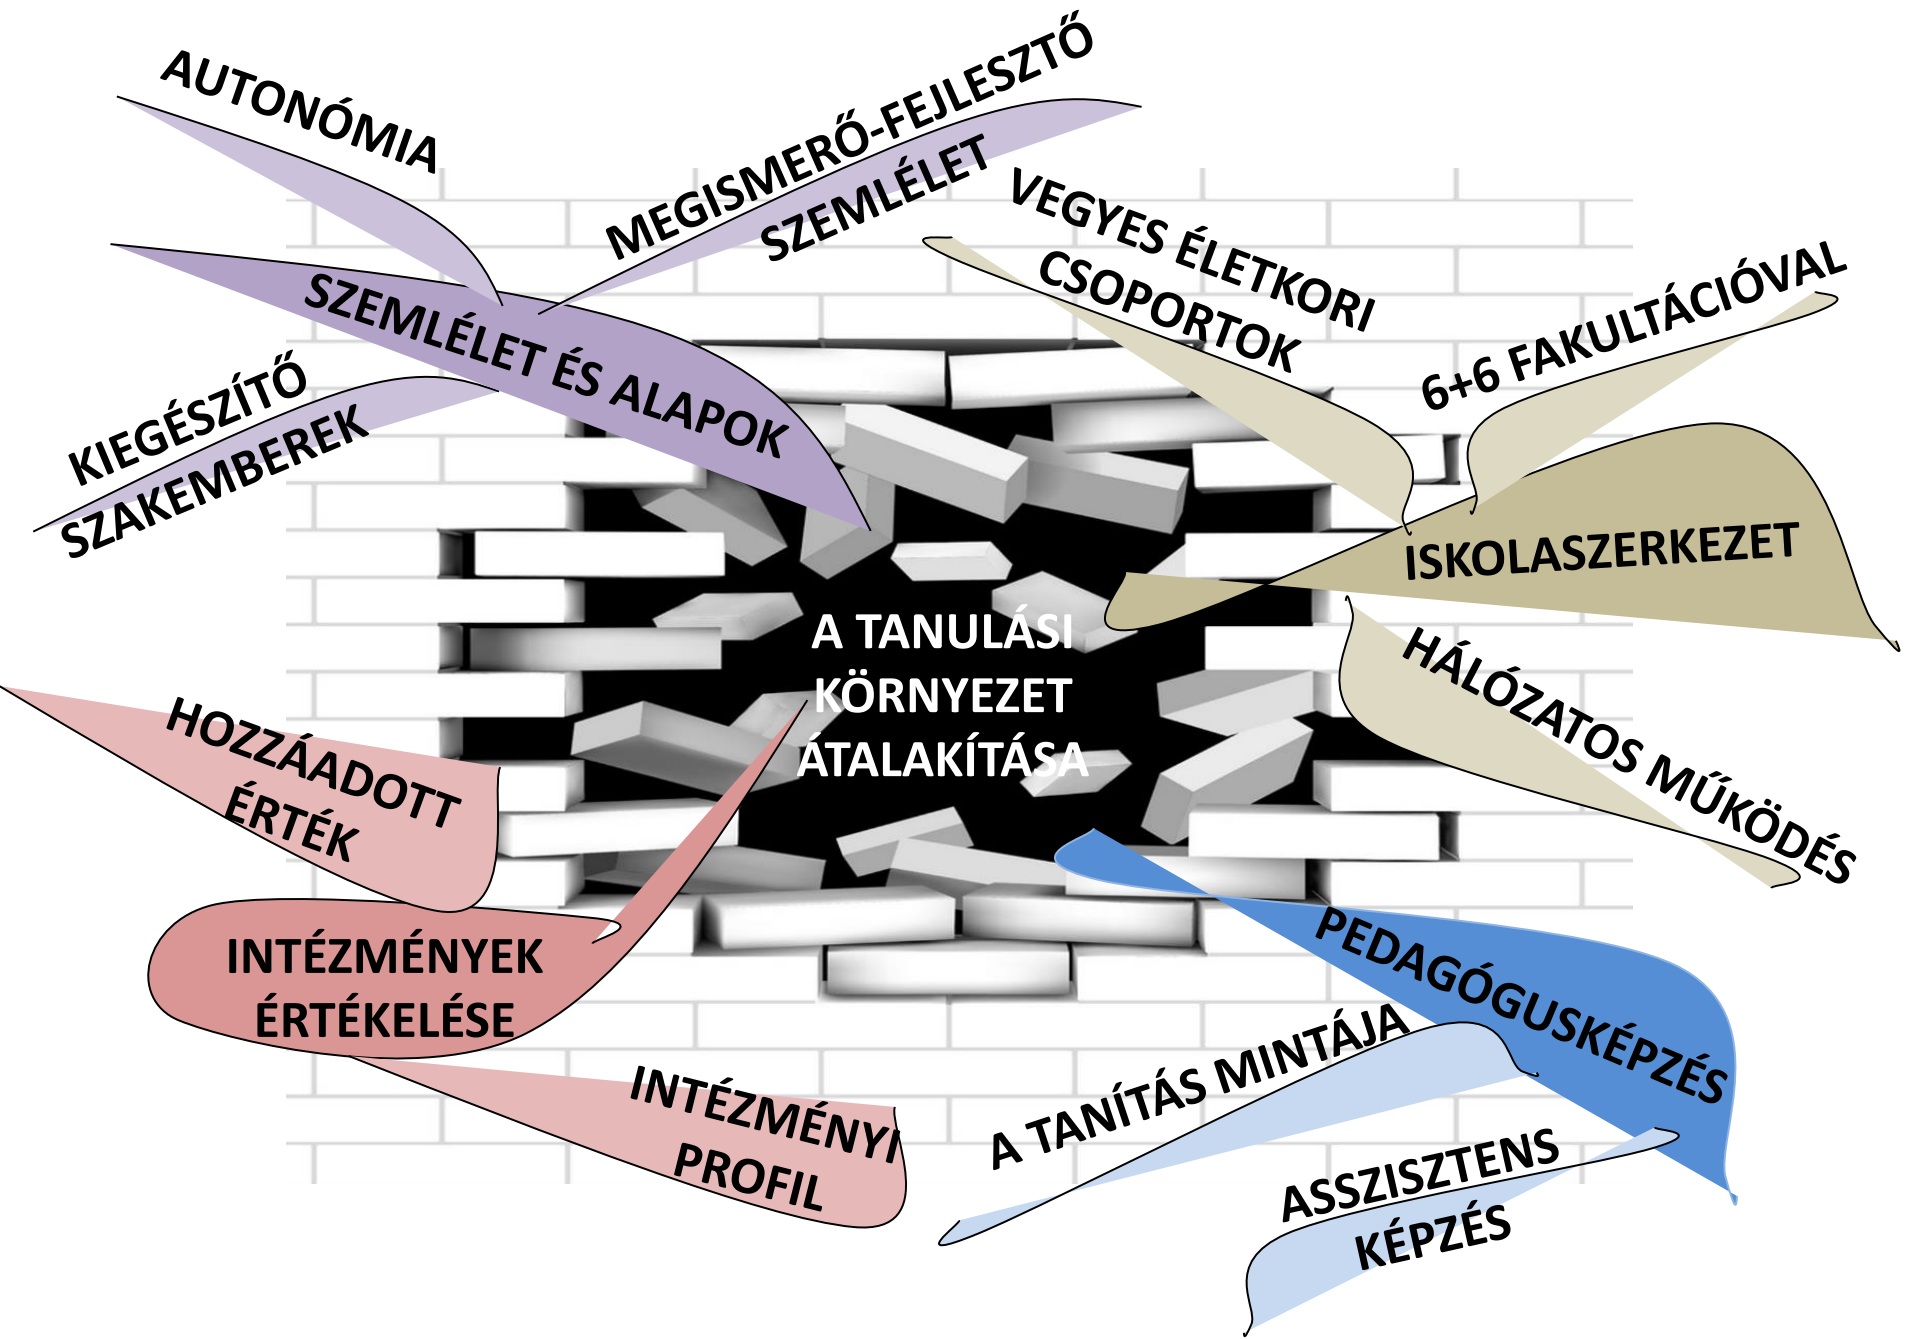 AUTONÓMIA
MEGISMERŐ-FEJLESZTŐ
SZEMLÉLET
SZEMLÉLET ÉS ALAPOK
KIEGÉSZÍTŐ
SZAKEMBEREK
VEGYES ÉLETKORI
CSOPORTOK
6+6 FAKULTÁCIÓVAL
ISKOLASZERKEZET
HÁLÓZATOS MŰKÖDÉS
A TANULÁSI
KÖRNYEZET
ÁTALAKÍTÁSA
HOZZÁADOTT
ÉRTÉK
INTÉZMÉNYEK
ÉRTÉKELÉSE
INTÉZMÉNYI
PROFIL
PEDAGÓGUSKÉPZÉS
A TANÍTÁS MINTÁJA
ASSZISZTENS
KÉPZÉS